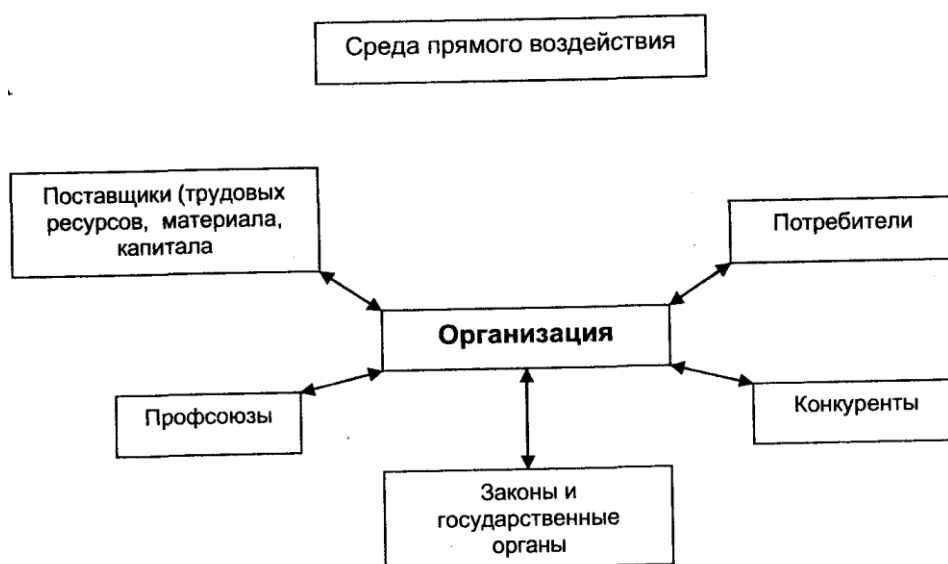 Среда прямого воздействия
Поставщики (трудовых
ресурсов, материала,
капитала
Потребители
Организация
Профсоюзы
Конкуренты
Законы и
государственные
органы